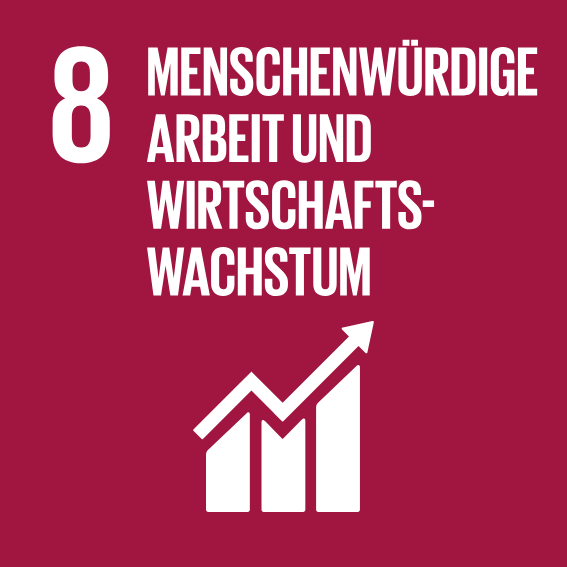 8 MENSCHENWÜRDIGE
ARBEIT UND
WIRTSCHAFTS-
WACHSTUM